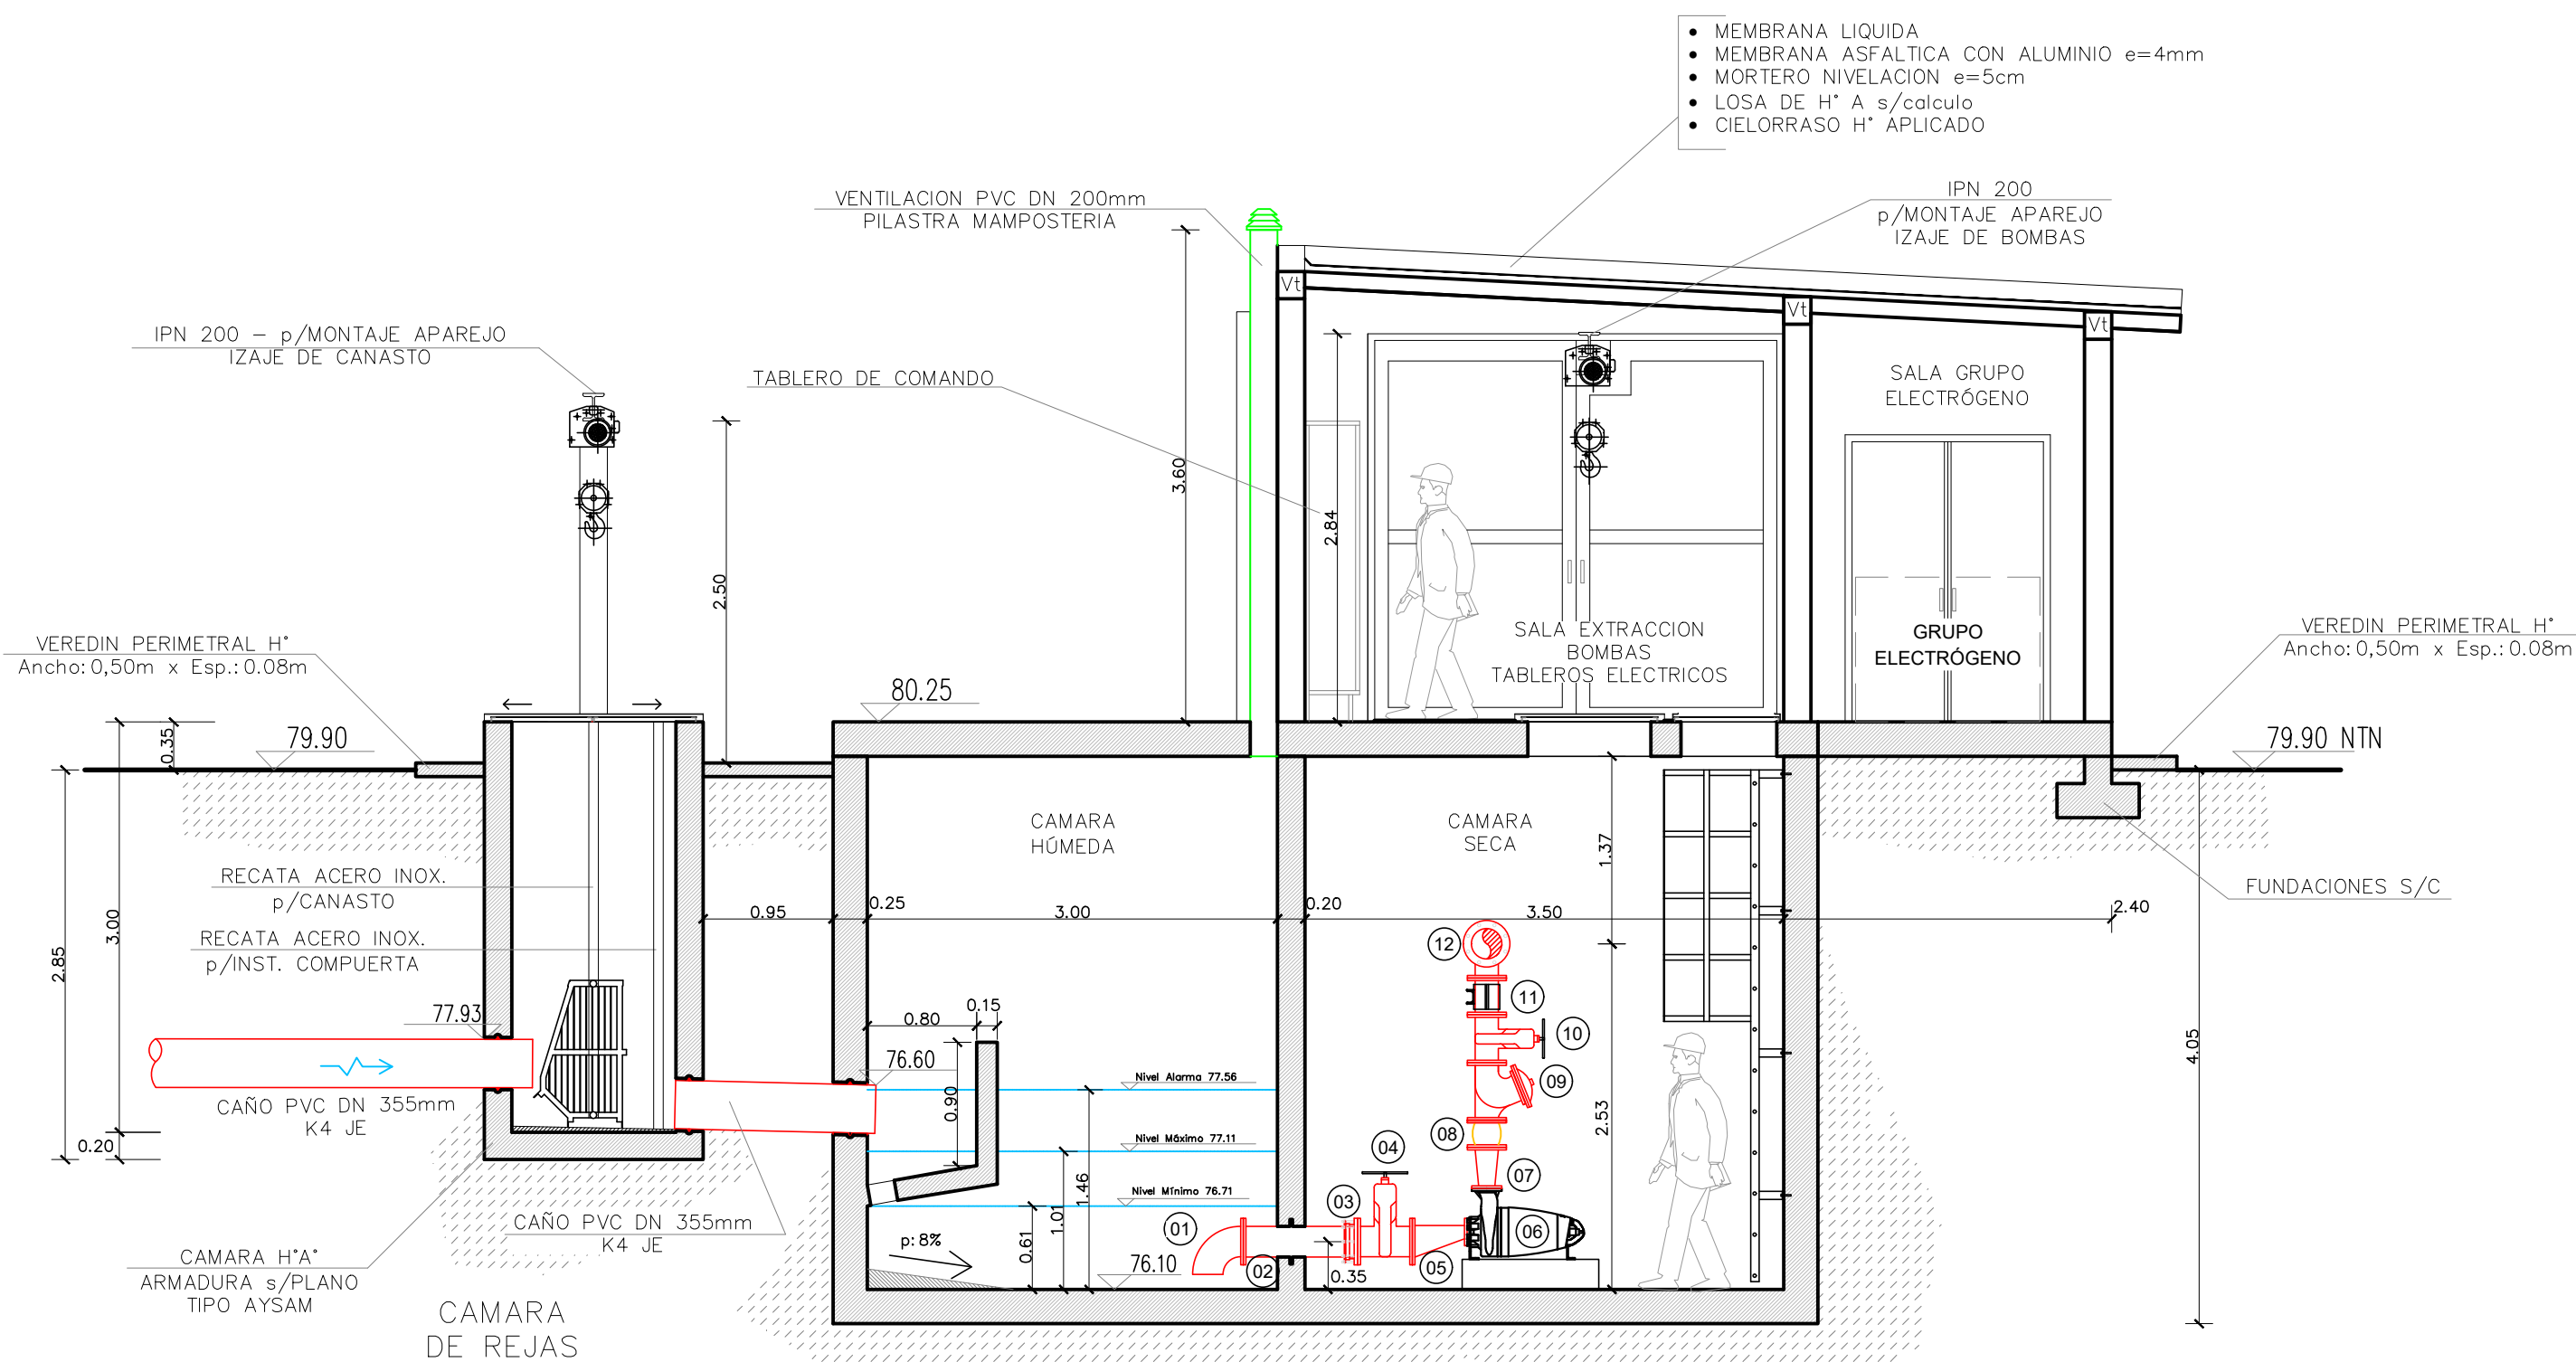 • MEMBRANA LIQUIDA
• MEMBRANA ASFALTICA CON ALUMINIO e=4mm
• MORTERO NIVELACION e=5cm
• LOSA DE H° A s/calculo
• CIELORRASO H° APLICADO
VENTILACION PVC DN 200mm
PILASTRA MAMPOSTERIA
IPN 200
p/MONTAJE APAREJO
IZAJE DE BOMBAS
IPN 200 – p/MONTAJE APAREJO
IZAJE DE CANASTO
TABLERO DE COMANDO
Vt
Vt
Vt
SALA GRUPO
ELECTRÓGENO
3.60
2.84
2.50
VEREDIN PERIMETRAL H°
Ancho: 0,50m x Esp.: 0.08m
SALA EXTRACCION
BOMBAS
TABLEROS ELECTRICOS
GRUPO
ELECTRÓGENO
VEREDIN PERIMETRAL H°
Ancho: 0,50m x Esp.: 0.08m
80.25
0.35
79.90
79.90 NTN
CAMARA
HÚMEDA
CAMARA
SECA
1.37
RECATA ACERO INOX.
p/CANASTO
FUNDACIONES S/C
3.00
2.85
0.95
0.25
3.00
0.20
3.50
2.40
RECATA ACERO INOX.
p/INST. COMPUERTA
12
77.93
0.80
0.15
11
10
4.05
76.60
Nivel Alarma 77.56
09
CAÑO PVC DN 355mm
K4 JE
0.90
2.53
08
0.20
Nivel Máximo 77.11
04
1.46
1.01
0.61
Nivel Mínimo 76.71
07
03
01
06
CAÑO PVC DN 355mm
K4 JE
p: 8%
76.10
02
05
0.35
CAMARA H°A°
ARMADURA s/PLANO
TIPO AYSAM
CAMARA
DE REJAS